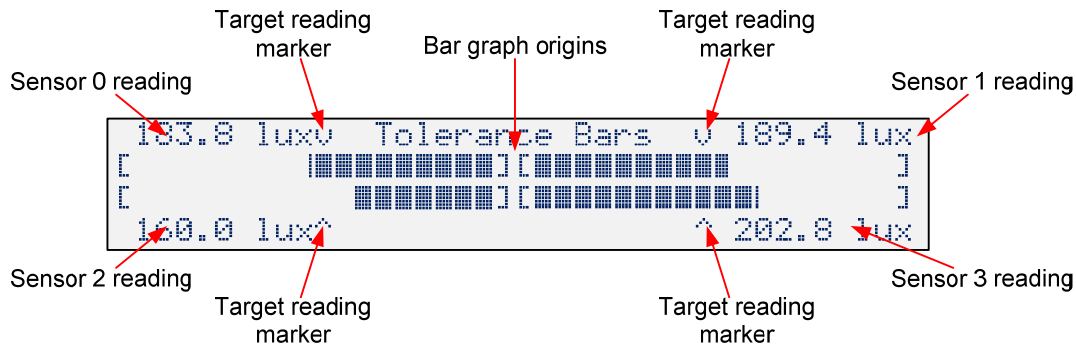 Target reading marker
Target reading marker
Bar graph origins
Sensor 0 reading
Sensor 1 reading
183.8 luxv Tolerance Bars v 189.4 lux
[ ] [ ]
[ ] [ ]
160.0 lux^ ^ 202.8 lux
Sensor 2 reading
Sensor 3 reading
Target reading marker
Target reading marker